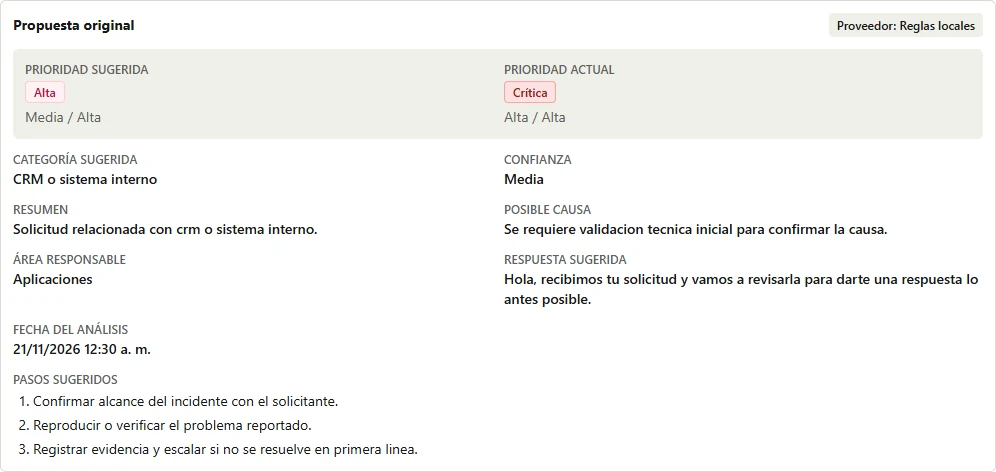 Propuesta original
Proveedor: Reglas locales
PRIORIDAD SUGERIDA
Alta
Media / Alta
PRIORIDAD ACTUAL
Crítica
Alta / Alta
CATEGORÍA SUGERIDA
CRM o sistema interno
CONFIANZA
Media
RESUMEN
Solicitud relacionada con crm o sistema interno.
POSIBLE CAUSA
Se requiere validacion tecnica inicial para confirmar la causa.
ÁREA RESPONSABLE
Aplicaciones
RESPUESTA SUGERIDA
Hola, recibimos tu solicitud y vamos a revisarla para darte una respuesta lo
antes posible.
FECHA DEL ANÁLISIS
21/11/2026 12:30 a. m.
PASOS SUGERIDOS
1. Confirmar alcance del incidente con el solicitante.
2. Reproducir o verificar el problema reportado.
3. Registrar evidencia y escalar si no se resuelve en primera linea.